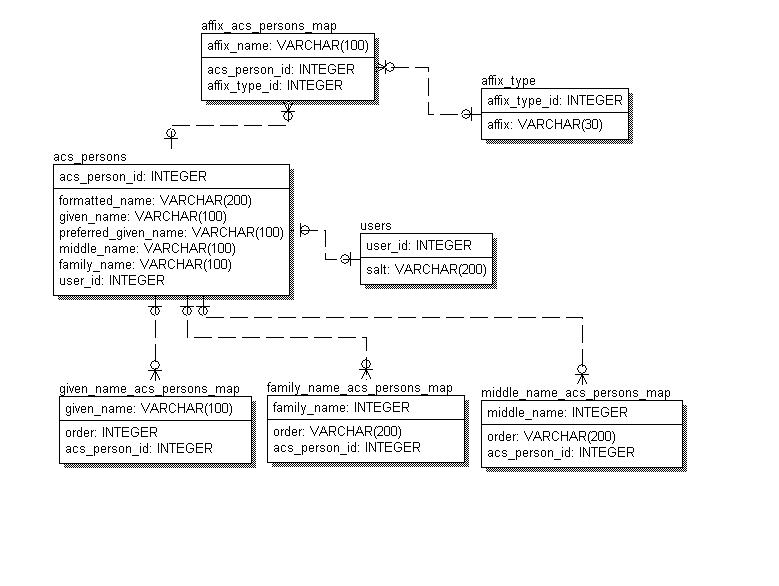 affix_acs_persons_map
affix_name: VARCHAR(100)
acs_person_id: INTEGER
affix_type_id: INTEGER
affix_type
affix_type_id: INTEGER
affix: VARCHAR(30)
acs_persons
acs_person_id: INTEGER
formatted_name: VARCHAR(200)
given_name: VARCHAR(100)
preferred_given_name: VARCHAR(100)
middle_name: VARCHAR(100)
family_name: VARCHAR(100)
user_id: INTEGER
users
user_id: INTEGER
salt: VARCHAR(200)
given_name_acs_persons_map
given_name: VARCHAR(100)
order: INTEGER
acs_person_id: INTEGER
family_name_acs_persons_map
family_name: INTEGER
order: VARCHAR(200)
acs_person_id: INTEGER
middle_name_acs_persons_map
middle_name: INTEGER
order: VARCHAR(200)
acs_person_id: INTEGER